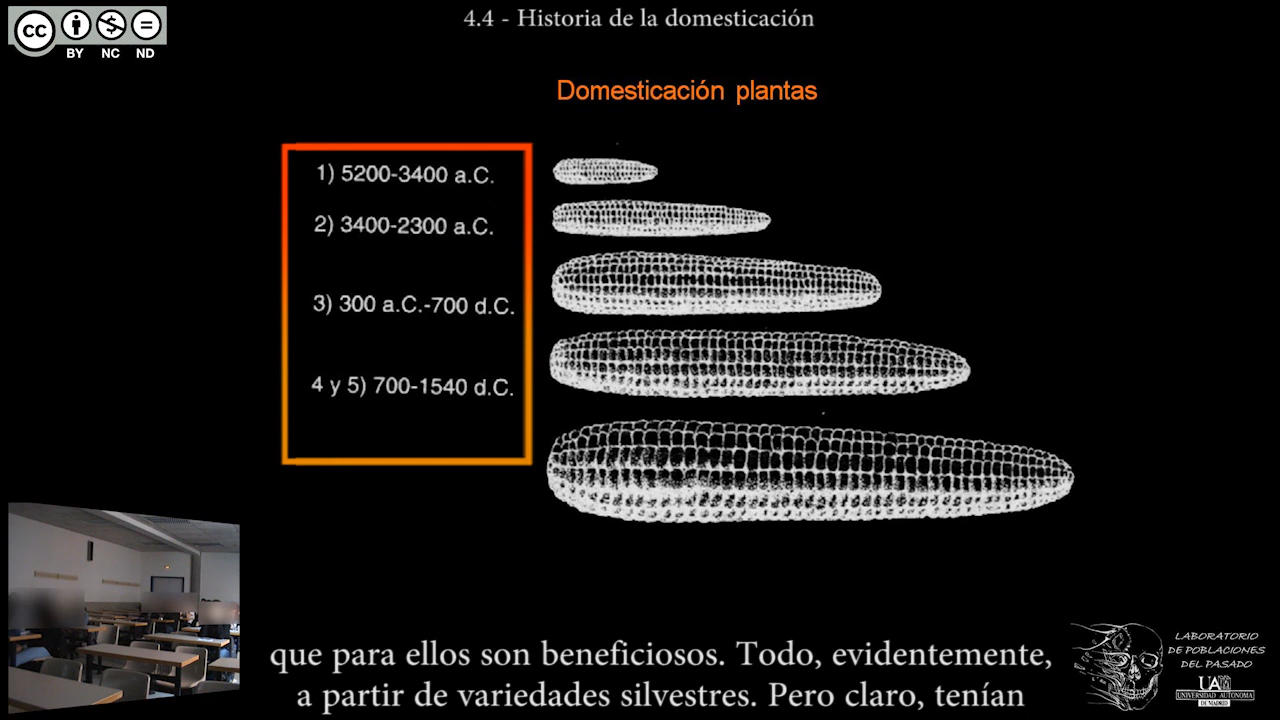 4.4 - Historia de la domesticación
cc
BY NC ND
Domesticación plantas
1) 5200-3400 a.C.
2) 3400-2300 a.C.
3) 300 a.C.-700 d.C.
4 y 5) 700-1540 d.C.
que para ellos son beneficiosos. Todo, evidentemente,
a partir de variedades silvestres. Pero claro, tenían
LABORATORIO
DE POBLACIONES
DEL PASADO
UAM
UNIVERSIDAD AUTONOMA
DE MADRID